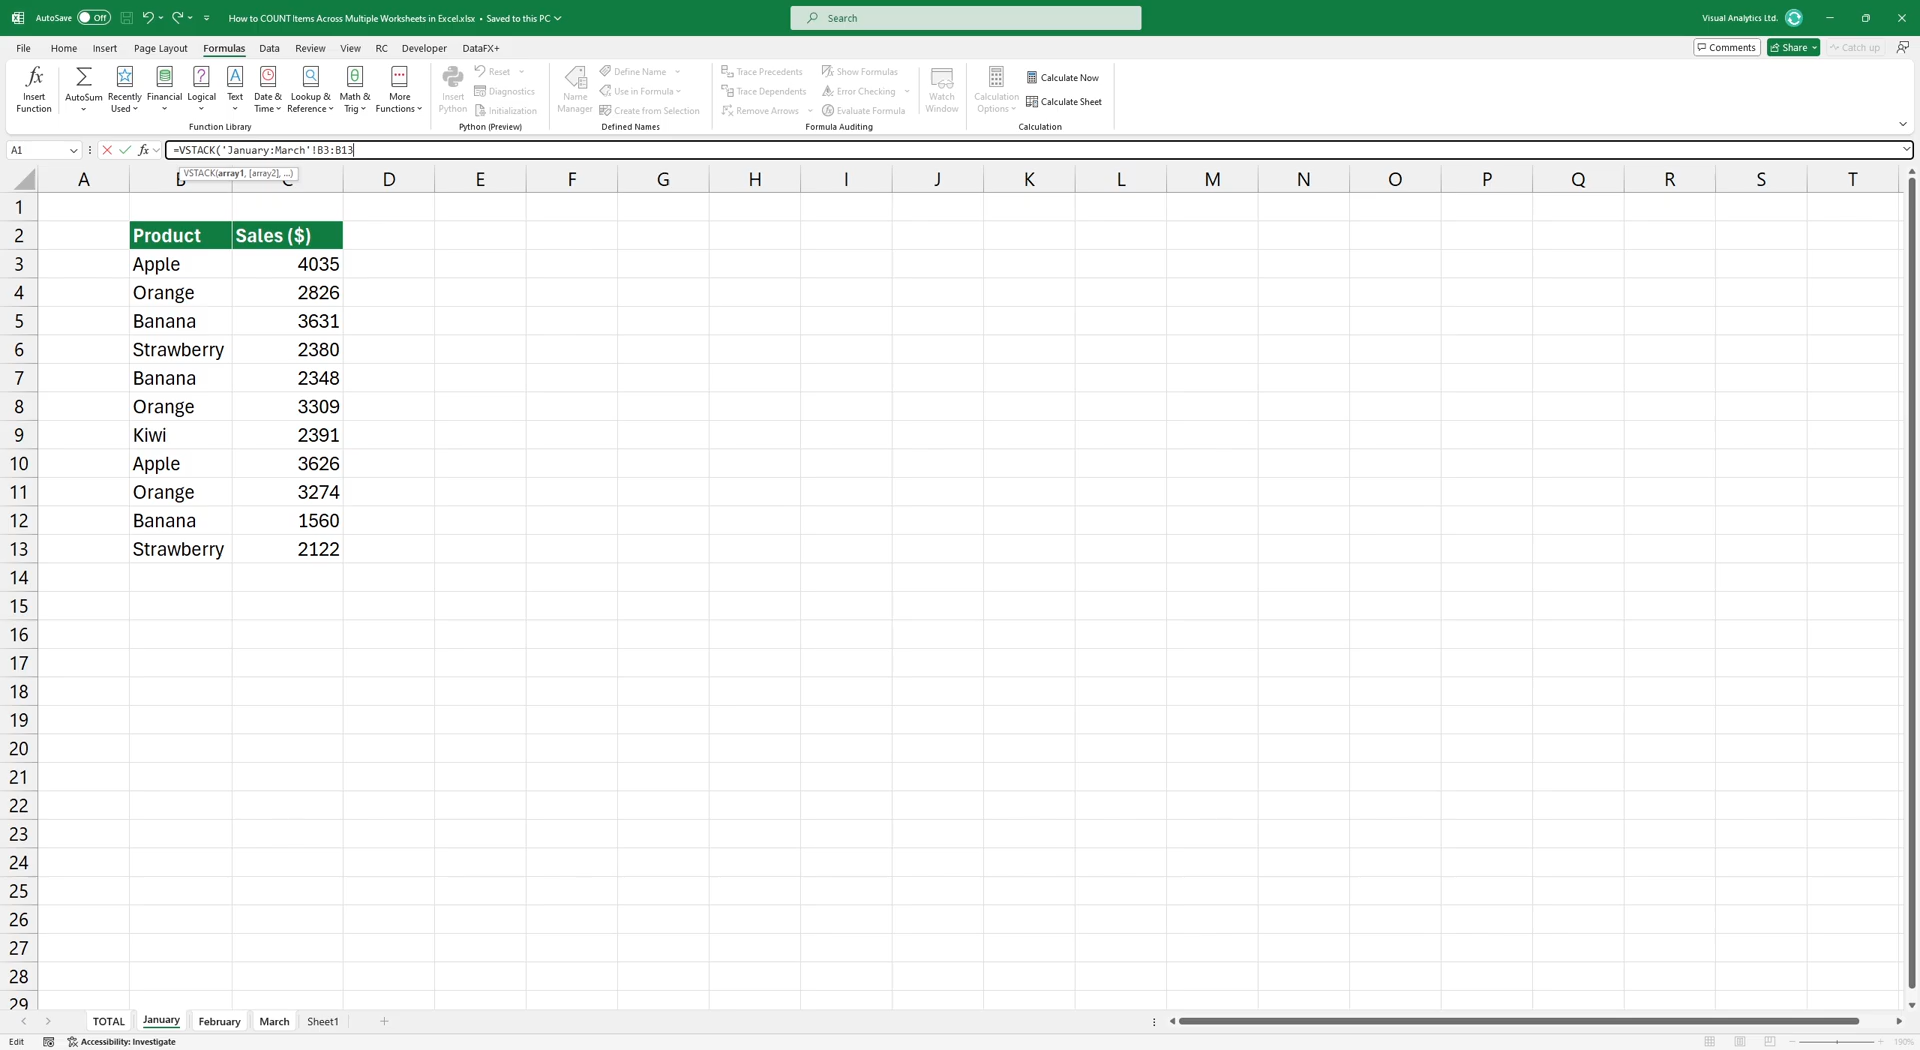 AutoSave Off How to COUNT Items Across Multiple Worksheets in Excel.xlsx • Saved to this PC Search Visual Analytics Ltd.
File Home Insert Page Layout Formulas Data Review View RC Developer DataFX+ Comments Share Catch up
Insert Function AutoSum Recently Used Financial Logical Text Date & Time Lookup & Reference Math & Trig More Functions
Function Library
Insert Python Reset Diagnostics Initialization
Python (Preview)
Name Manager Define Name Use in Formula Create from Selection
Defined Names
Trace Precedents Trace Dependents Remove Arrows Show Formulas Error Checking Evaluate Formula
Formula Auditing
Watch Window
Calculation Options Calculate Now Calculate Sheet
Calculation
A1 fx =VSTACK('January:March'!B3:B13
VSTACK(array1, [array2], ...)
A B C D E F G H I J K L M N O P Q R S T
1
2 Product Sales ($)
3 Apple 4035
4 Orange 2826
5 Banana 3631
6 Strawberry 2380
7 Banana 2348
8 Orange 3309
9 Kiwi 2391
10 Apple 3626
11 Orange 3274
12 Banana 1560
13 Strawberry 2122
14
15
16
17
18
19
20
21
22
23
24
25
26
27
28
29
TOTAL January February March Sheet1
Edit Accessibility: Investigate 190%